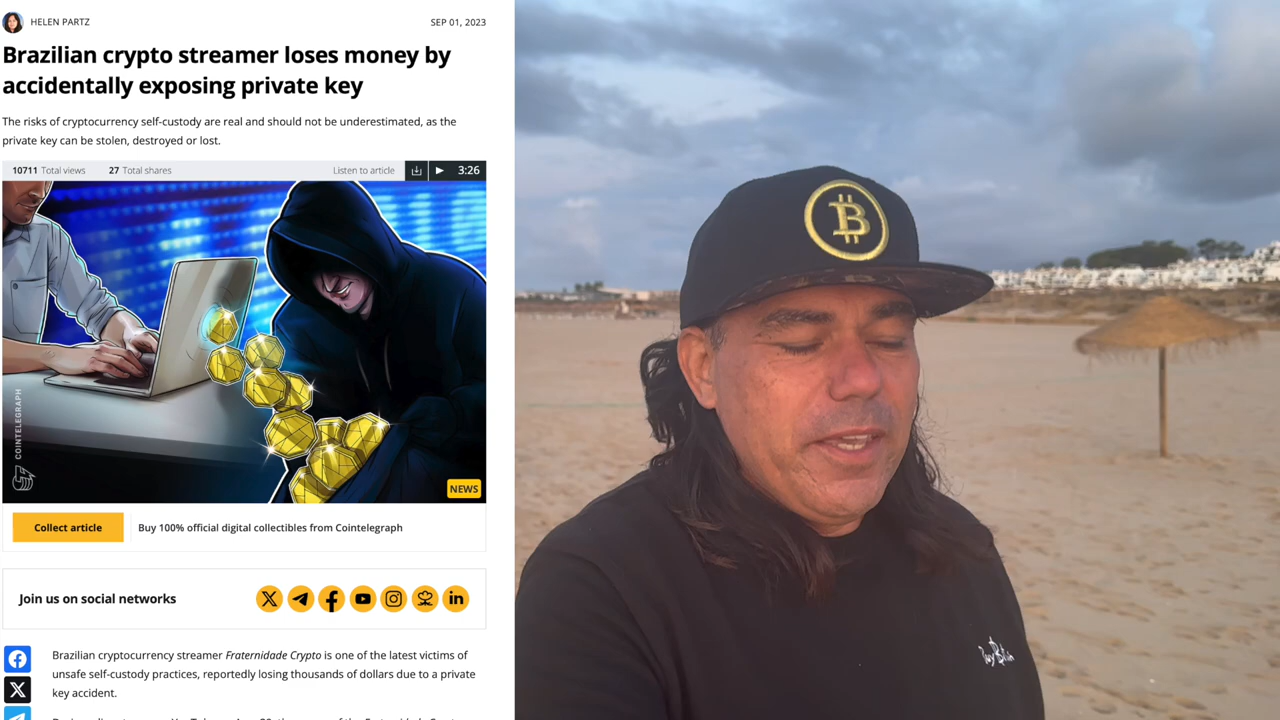 HELEN PARTZ
SEP 01, 2023
Brazilian crypto streamer loses money by
accidentally exposing private key
The risks of cryptocurrency self-custody are real and should not be underestimated, as the
private key can be stolen, destroyed or lost.
10711 Total views
27 Total shares
Listen to article
3:26
COINTELEGRAPH
NEWS
Collect article
Buy 100% official digital collectibles from Cointelegraph
Join us on social networks
Brazilian cryptocurrency streamer Fraternidade Crypto is one of the latest victims of
unsafe self-custody practices, reportedly losing thousands of dollars due to a private
key accident.